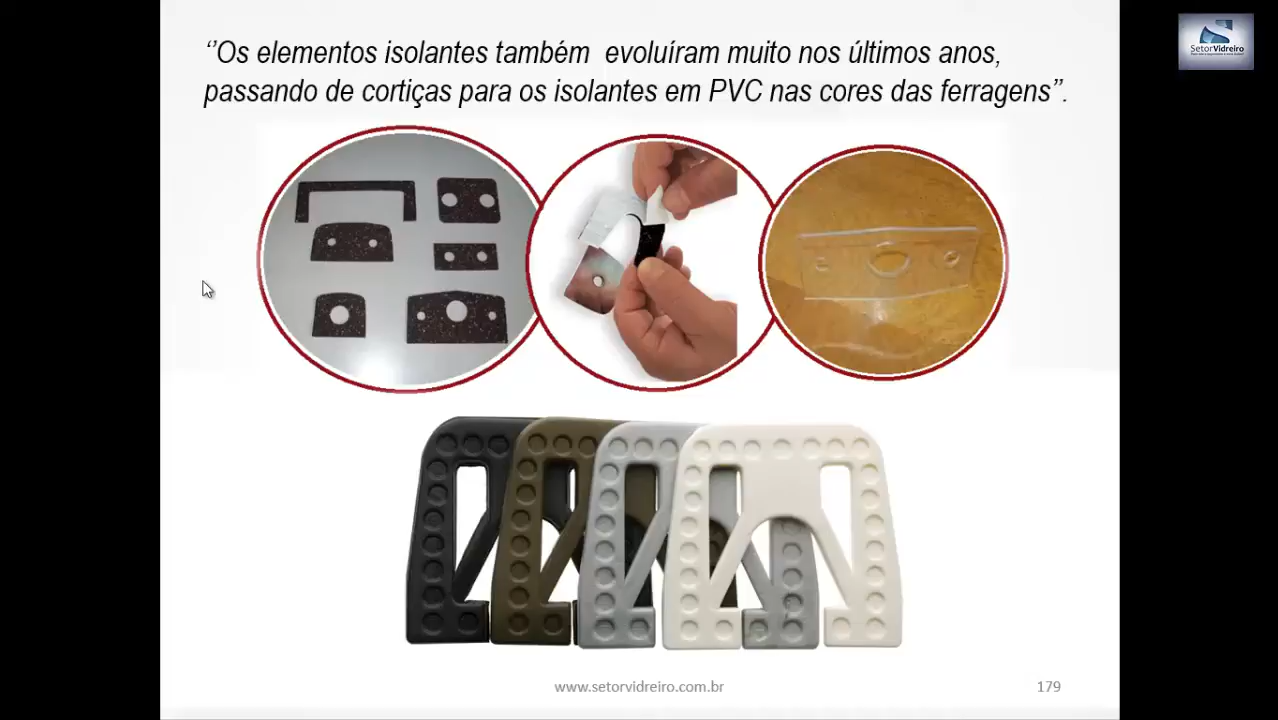 ‘’Os elementos isolantes também evoluíram muito nos últimos anos,
passando de cortiças para os isolantes em PVC nas cores das ferragens’’.
SetorVidreiro
www.setorvidreiro.com.br
179